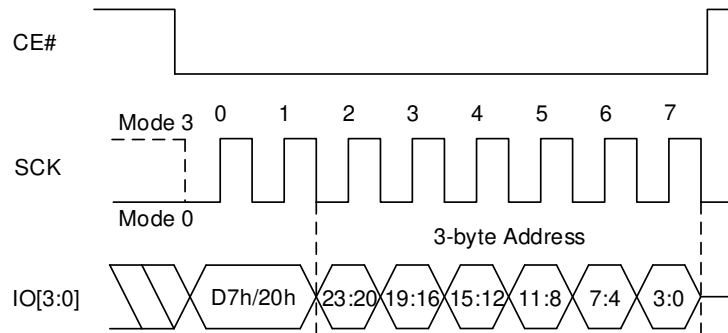 CE#
0 1 2 3 4 5 6 7
Mode 3
SCK
Mode 0
3-byte Address
IO[3:0] D7h/20h 23:20 19:16 15:12 11:8 7:4 3:0